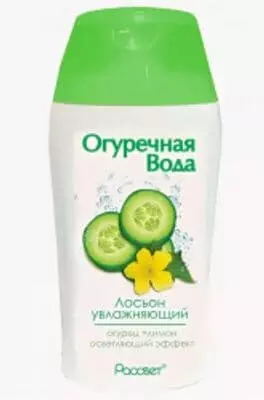 Огуречная
Вода
Лосьон
увлажняющий
огурец +лимон
осветляющий эффект
Рассвет®